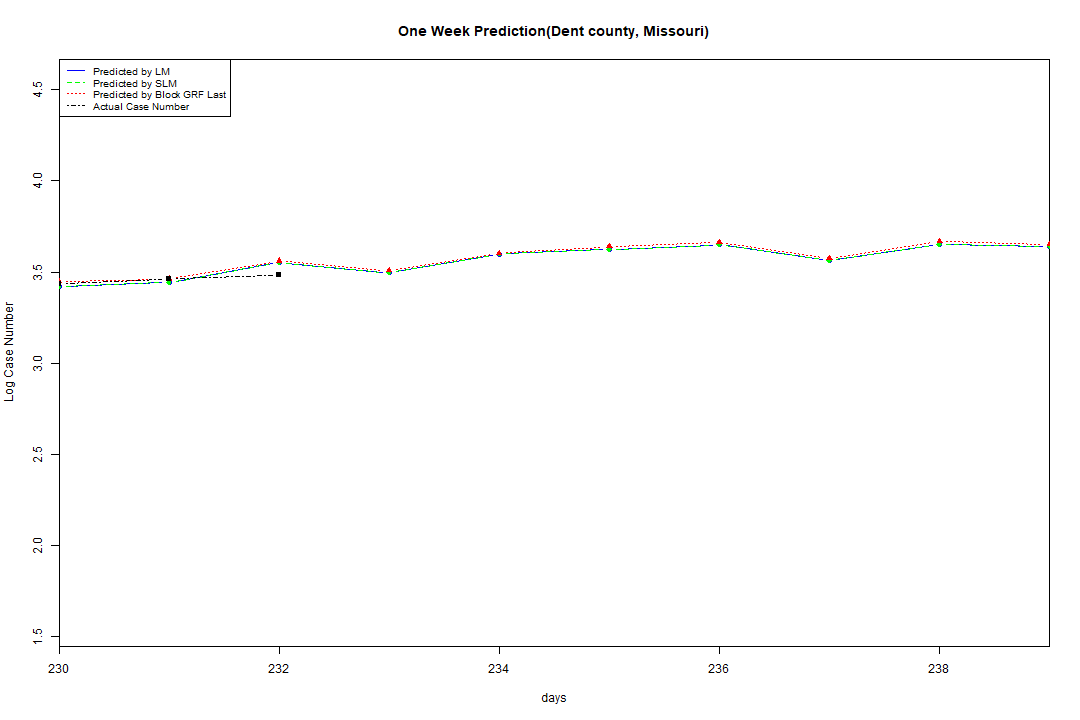 One Week Prediction(Dent county, Missouri)
Predicted by LM
Predicted by SLM
Predicted by Block GRF Last
Actual Case Number
4.5
4.0
3.5
3.0
2.5
2.0
1.5
Log Case Number
230
232
234
236
238
days